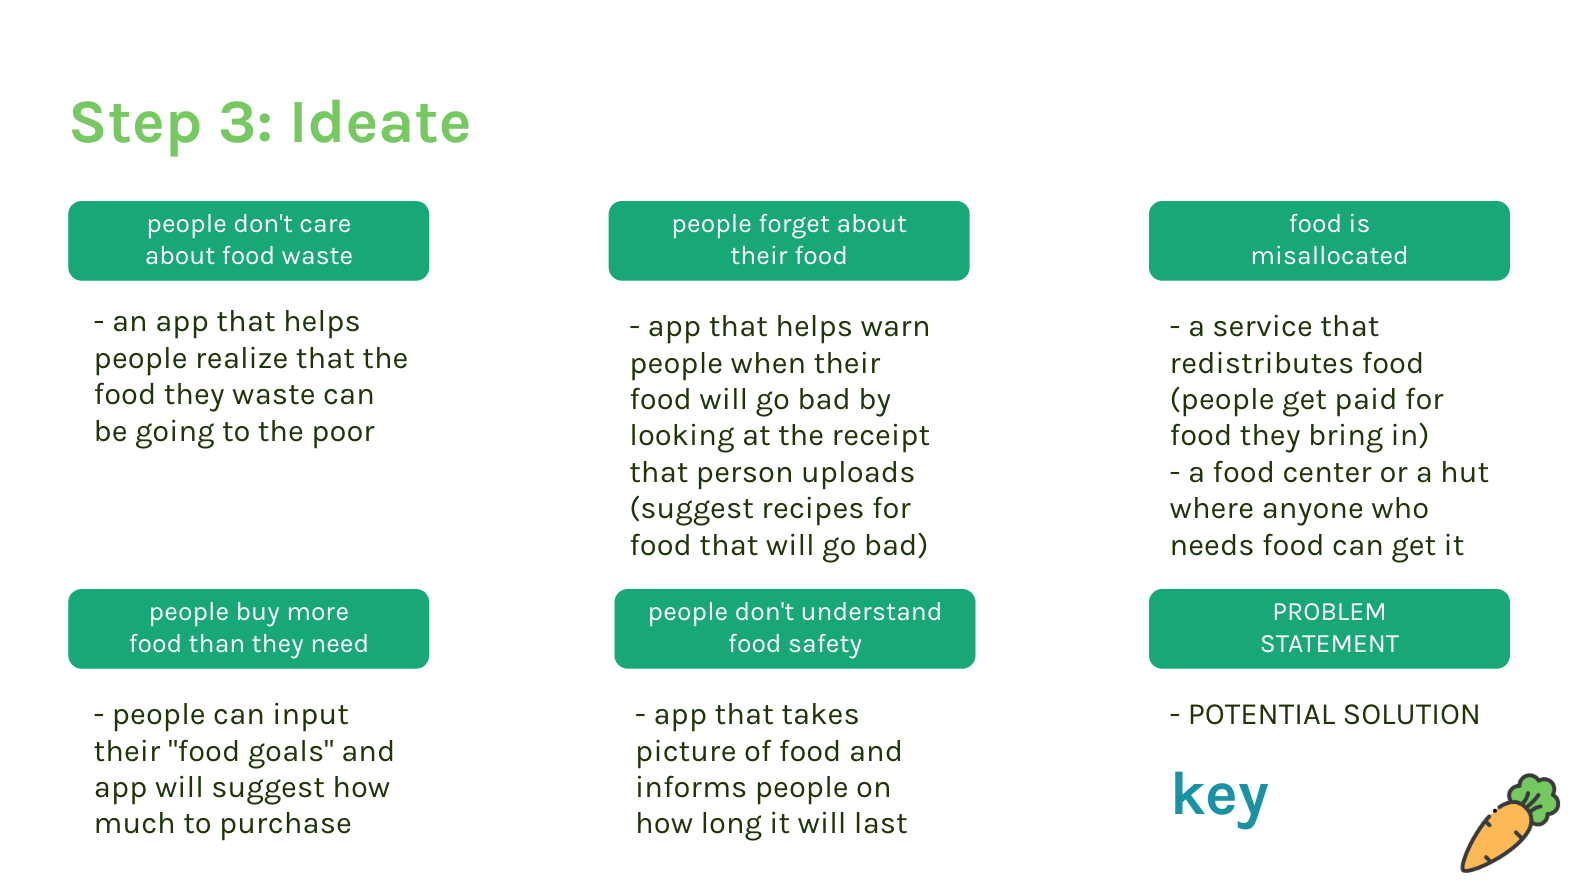 Step 3: Ideate
people don't care
about food waste
- an app that helps
people realize that the
food they waste can
be going to the poor
people forget about
their food
- app that helps warn
people when their
food will go bad by
looking at the receipt
that person uploads
(suggest recipes for
food that will go bad)
food is
misallocated
- a service that
redistributes food
(people get paid for
food they bring in)
- a food center or a hut
where anyone who
needs food can get it
people buy more
food than they need
- people can input
their "food goals" and
app will suggest how
much to purchase
people don't understand
food safety
- app that takes
picture of food and
informs people on
how long it will last
PROBLEM
STATEMENT
- POTENTIAL SOLUTION
key